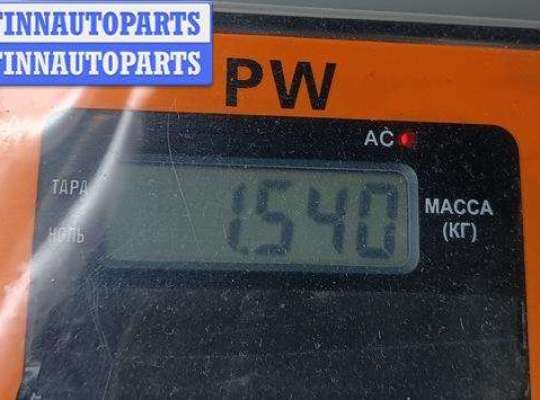 FINNAUTOPARTS
FINNAUTOPARTS
PW
AC
ТАРА
1.540
МАССА
(КГ)
НОЛЬ